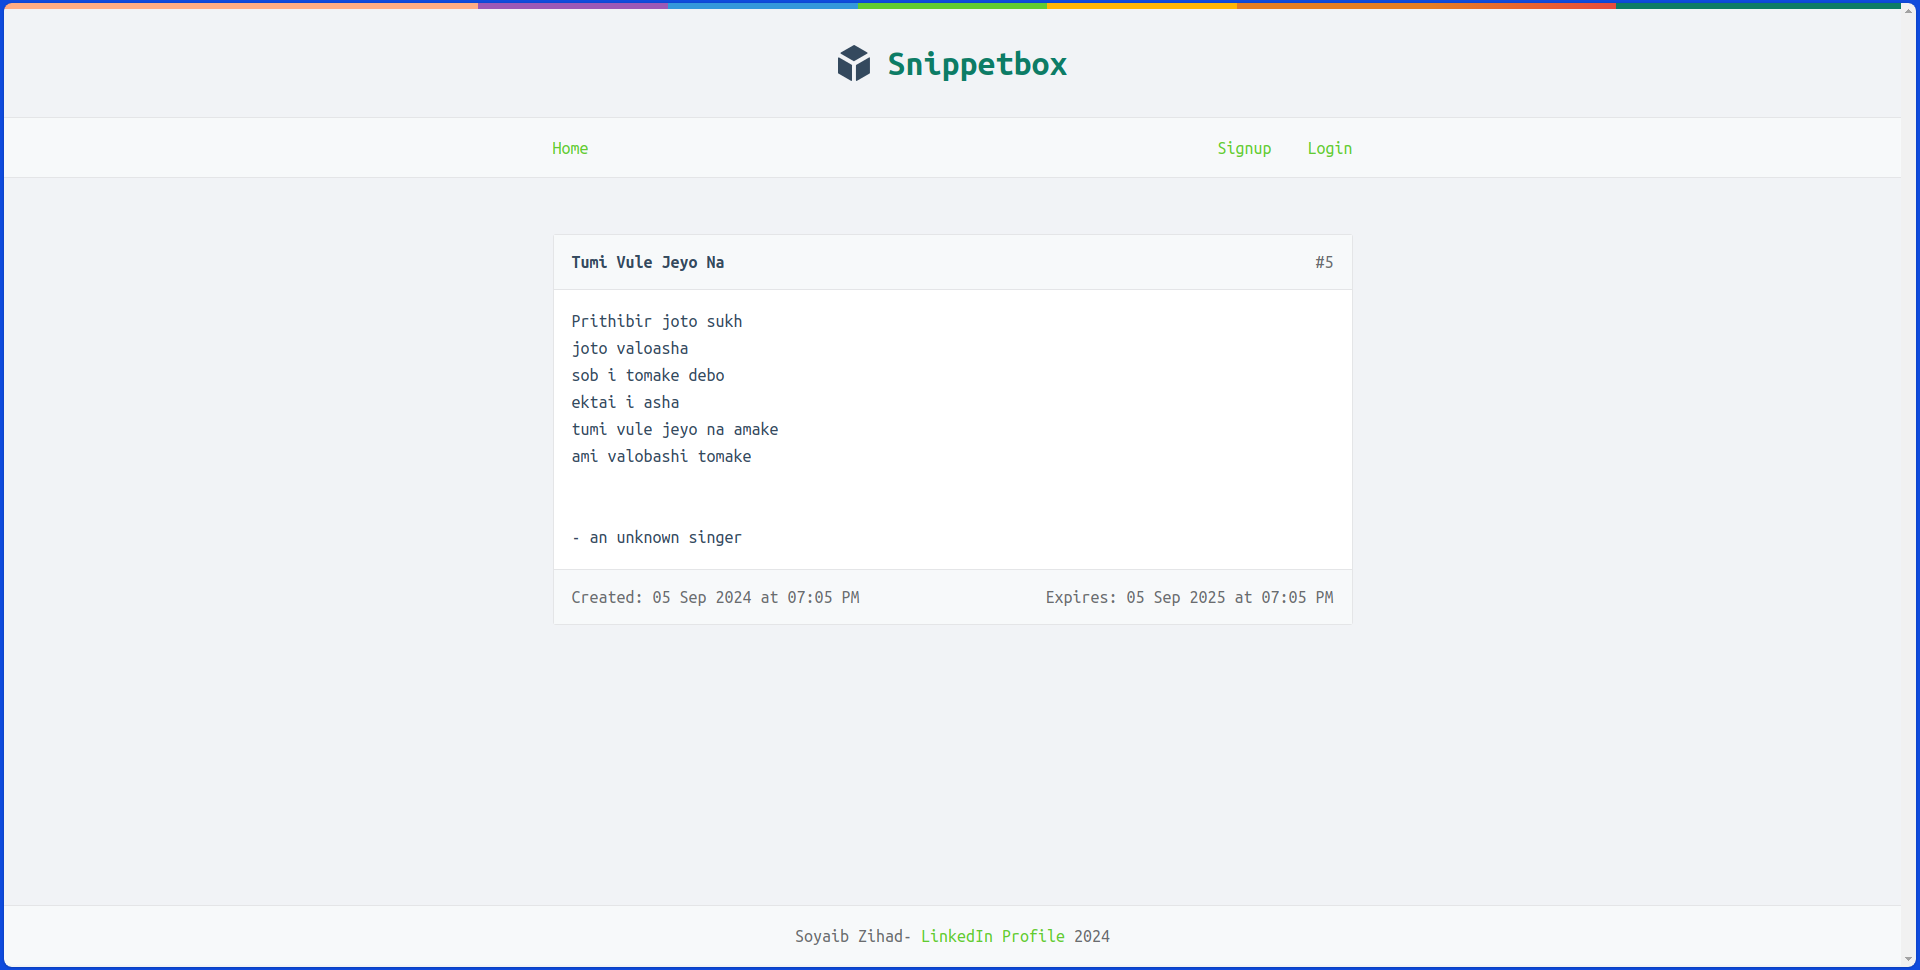 Snippetbox
Home Signup Login
Tumi Vule Jeyo Na #5
Prithibir joto sukh
joto valoasha
sob i tomake debo
ektai i asha
tumi vule jeyo na amake
ami valobashi tomake
- an unknown singer
Created: 05 Sep 2024 at 07:05 PM Expires: 05 Sep 2025 at 07:05 PM
Soyaib Zihad- LinkedIn Profile 2024